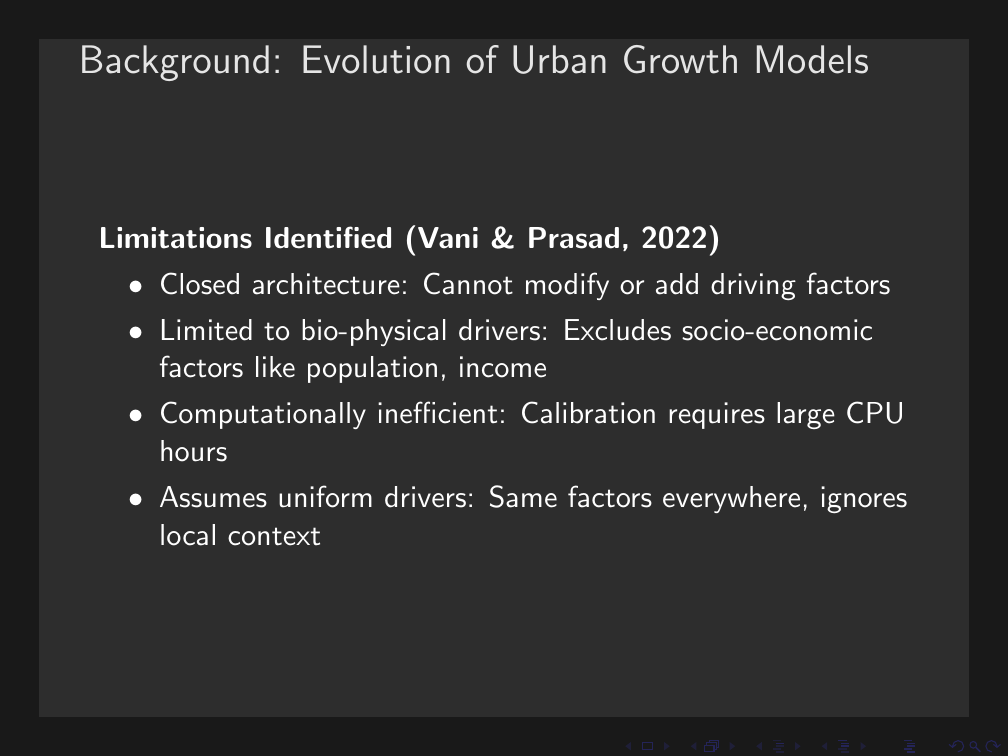 Background: Evolution of Urban Growth Models
Limitations Identified (Vani & Prasad, 2022)
• Closed architecture: Cannot modify or add driving factors
• Limited to bio-physical drivers: Excludes socio-economic
factors like population, income
• Computationally inefficient: Calibration requires large CPU
hours
• Assumes uniform drivers: Same factors everywhere, ignores
local context